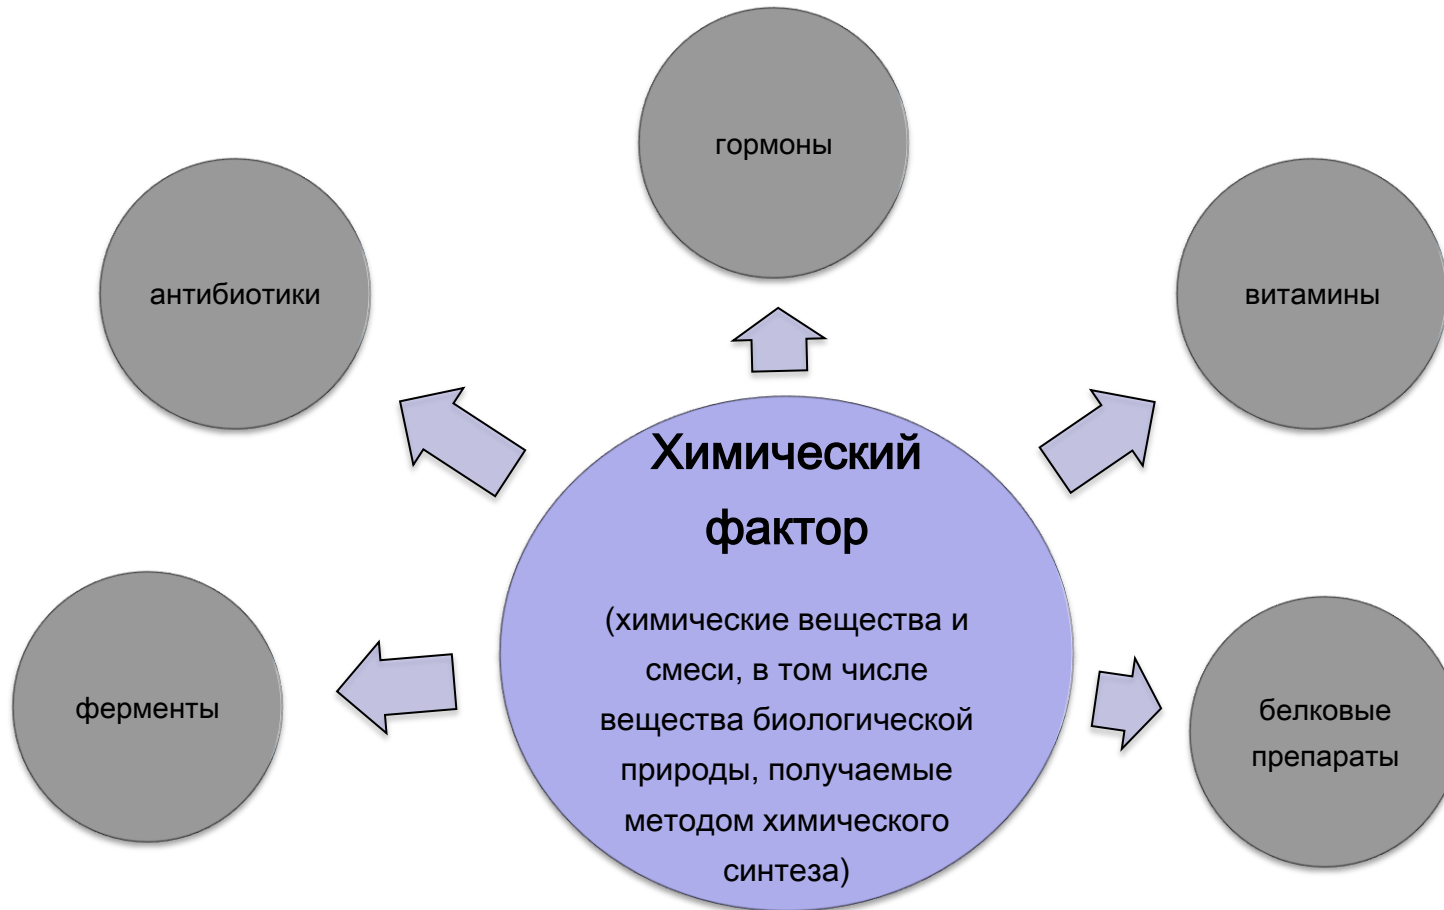 гормоны
антибиотики
витамины
Химический
фактор
(химические вещества и
смеси, в том числе
вещества биологической
природы, получаемые
методом химического
синтеза)
ферменты
белковые
препараты